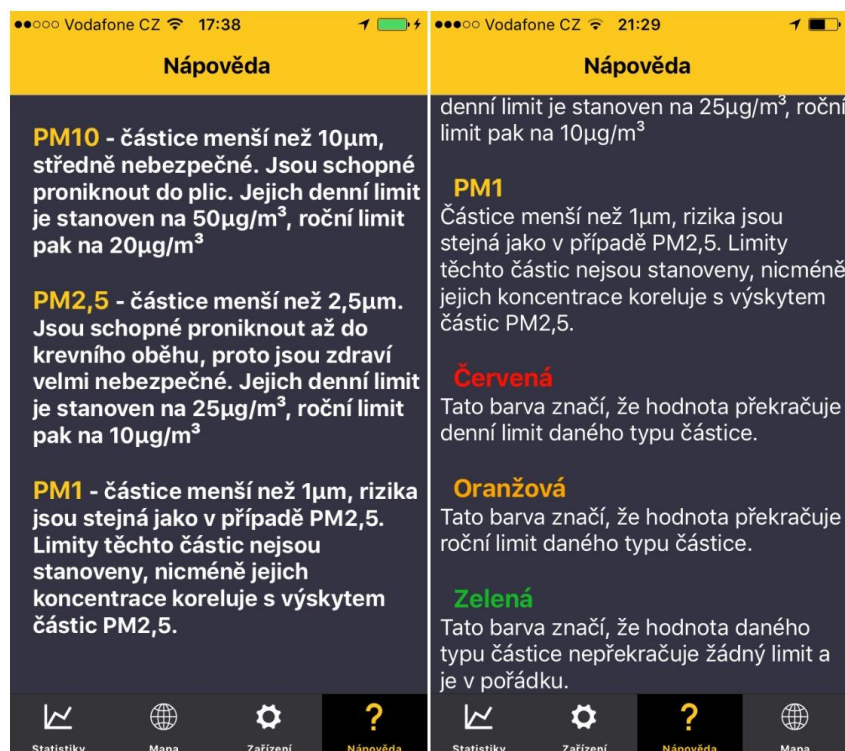 Vodafone CZ 17:38
Nápověda
PM10 - částice menší než 10µm,
středně nebezpečné. Jsou schopné
proniknout do plic. Jejich denní limit
je stanoven na 50µg/m³, roční limit
pak na 20µg/m³
PM2,5 - částice menší než 2,5µm.
Jsou schopné proniknout až do
krevního oběhu, proto jsou zdraví
velmi nebezpečné. Jejich denní limit
je stanoven na 25µg/m³, roční limit
pak na 10µg/m³
PM1 - částice menší než 1µm, rizika
jsou stejná jako v případě PM2,5.
Limity těchto částic nejsou
stanoveny, nicméně jejich
koncentrace koreluje s výskytem
částic PM2,5.
Statistiky Mapa Zařízení Nápověda
Vodafone CZ 21:29
Nápověda
denní limit je stanoven na 25µg/m³, roční
limit pak na 10µg/m³
PM1
Částice menší než 1µm, rizika jsou
stejná jako v případě PM2,5. Limity
těchto částic nejsou stanoveny, nicméně
jejich koncentrace koreluje s výskytem
částic PM2,5.
Červená
Tato barva značí, že hodnota překračuje
denní limit daného typu částice.
Oranžová
Tato barva značí, že hodnota překračuje
roční limit daného typu částice.
Zelená
Tato barva značí, že hodnota daného
typu částice nepřekračuje žádný limit a
je v pořádku.
Statistiky Zařízení Nápověda Mapa